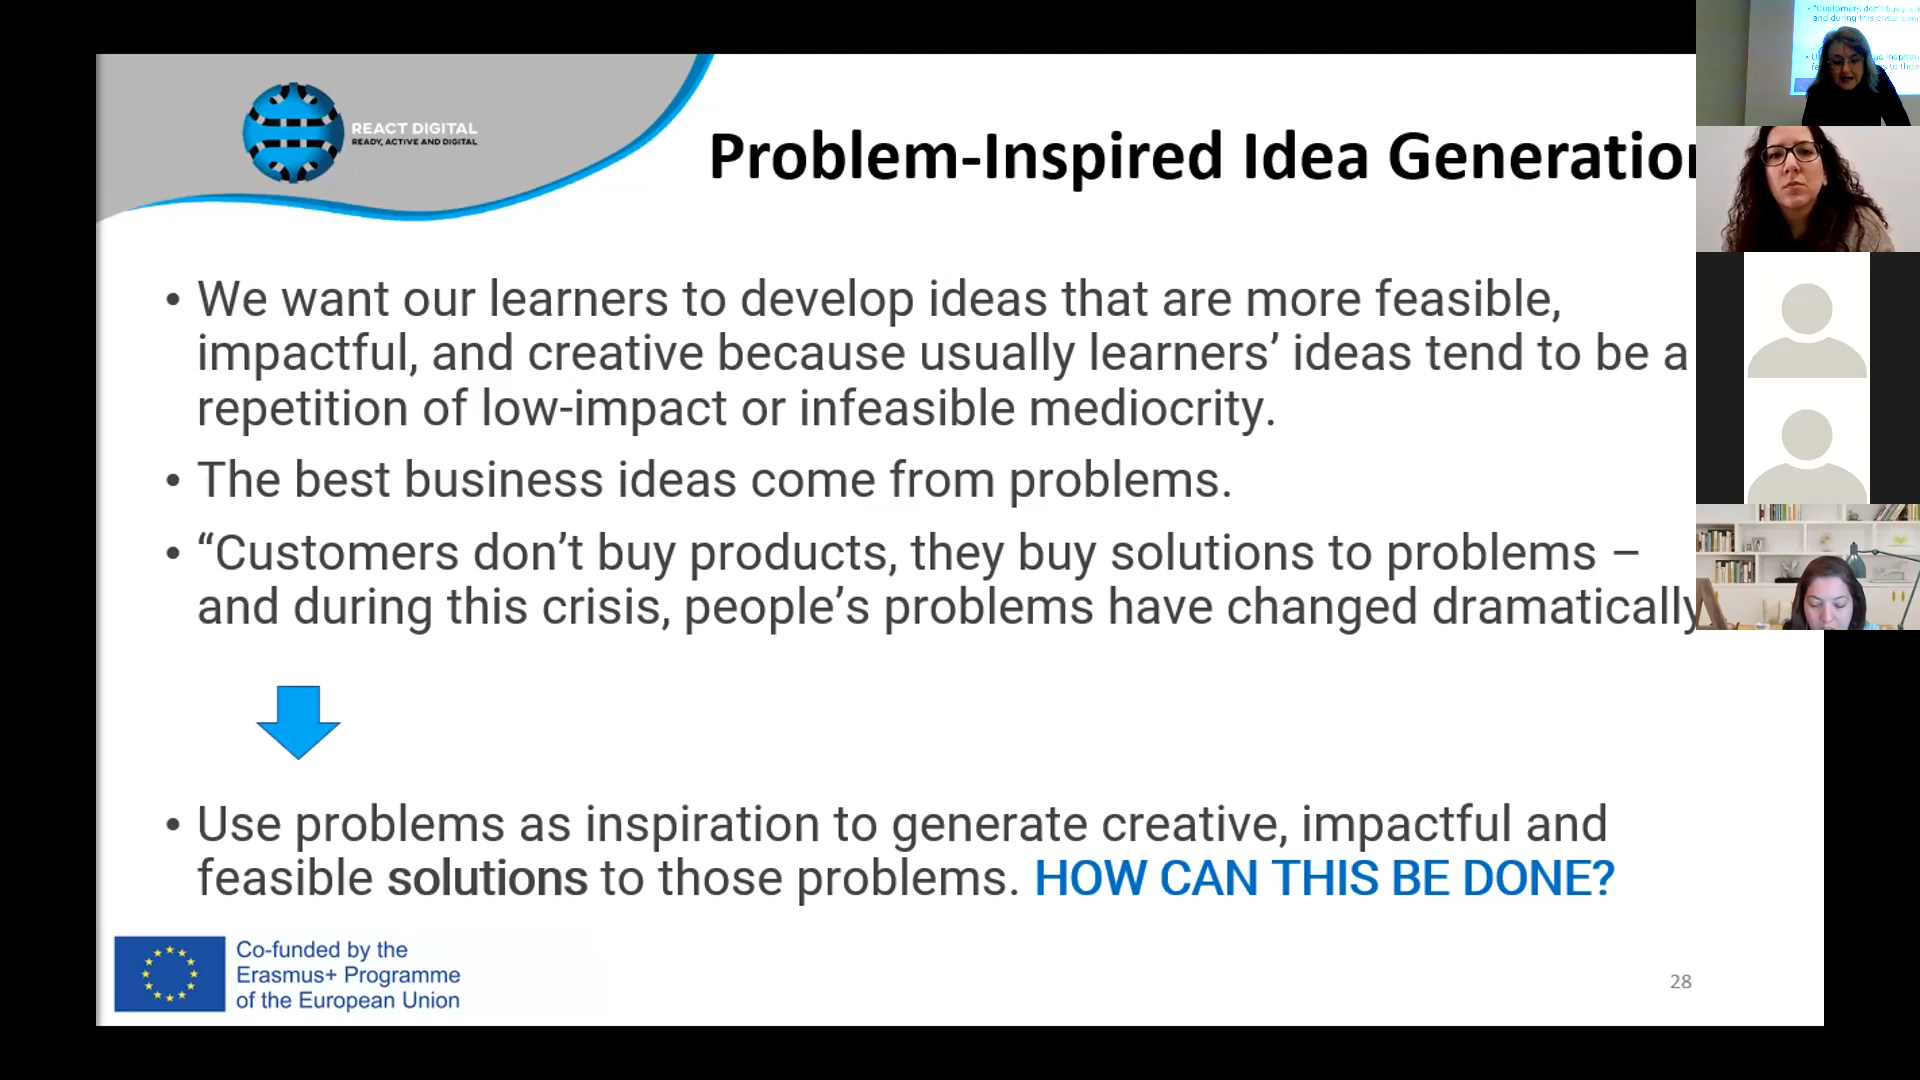 REACT DIGITAL
READY, ACTIVE AND DIGITAL
Problem-Inspired Idea Generation
• We want our learners to develop ideas that are more feasible,
impactful, and creative because usually learners’ ideas tend to be a
repetition of low-impact or infeasible mediocrity.
• The best business ideas come from problems.
• “Customers don’t buy products, they buy solutions to problems –
and during this crisis, people’s problems have changed dramatically
• Use problems as inspiration to generate creative, impactful and
feasible solutions to those problems. HOW CAN THIS BE DONE?
Co-funded by the
Erasmus+ Programme
of the European Union
28